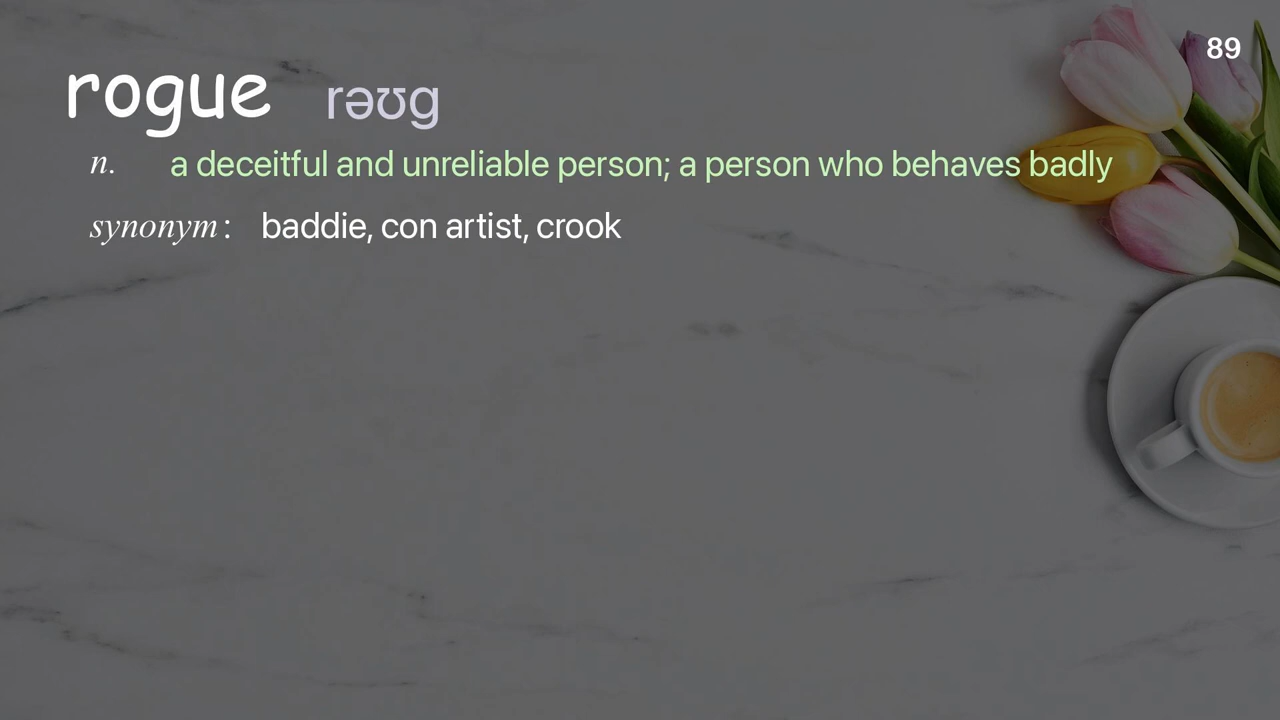 89
rogue rəʊg
n. a deceitful and unreliable person; a person who behaves badly
synonym: baddie, con artist, crook